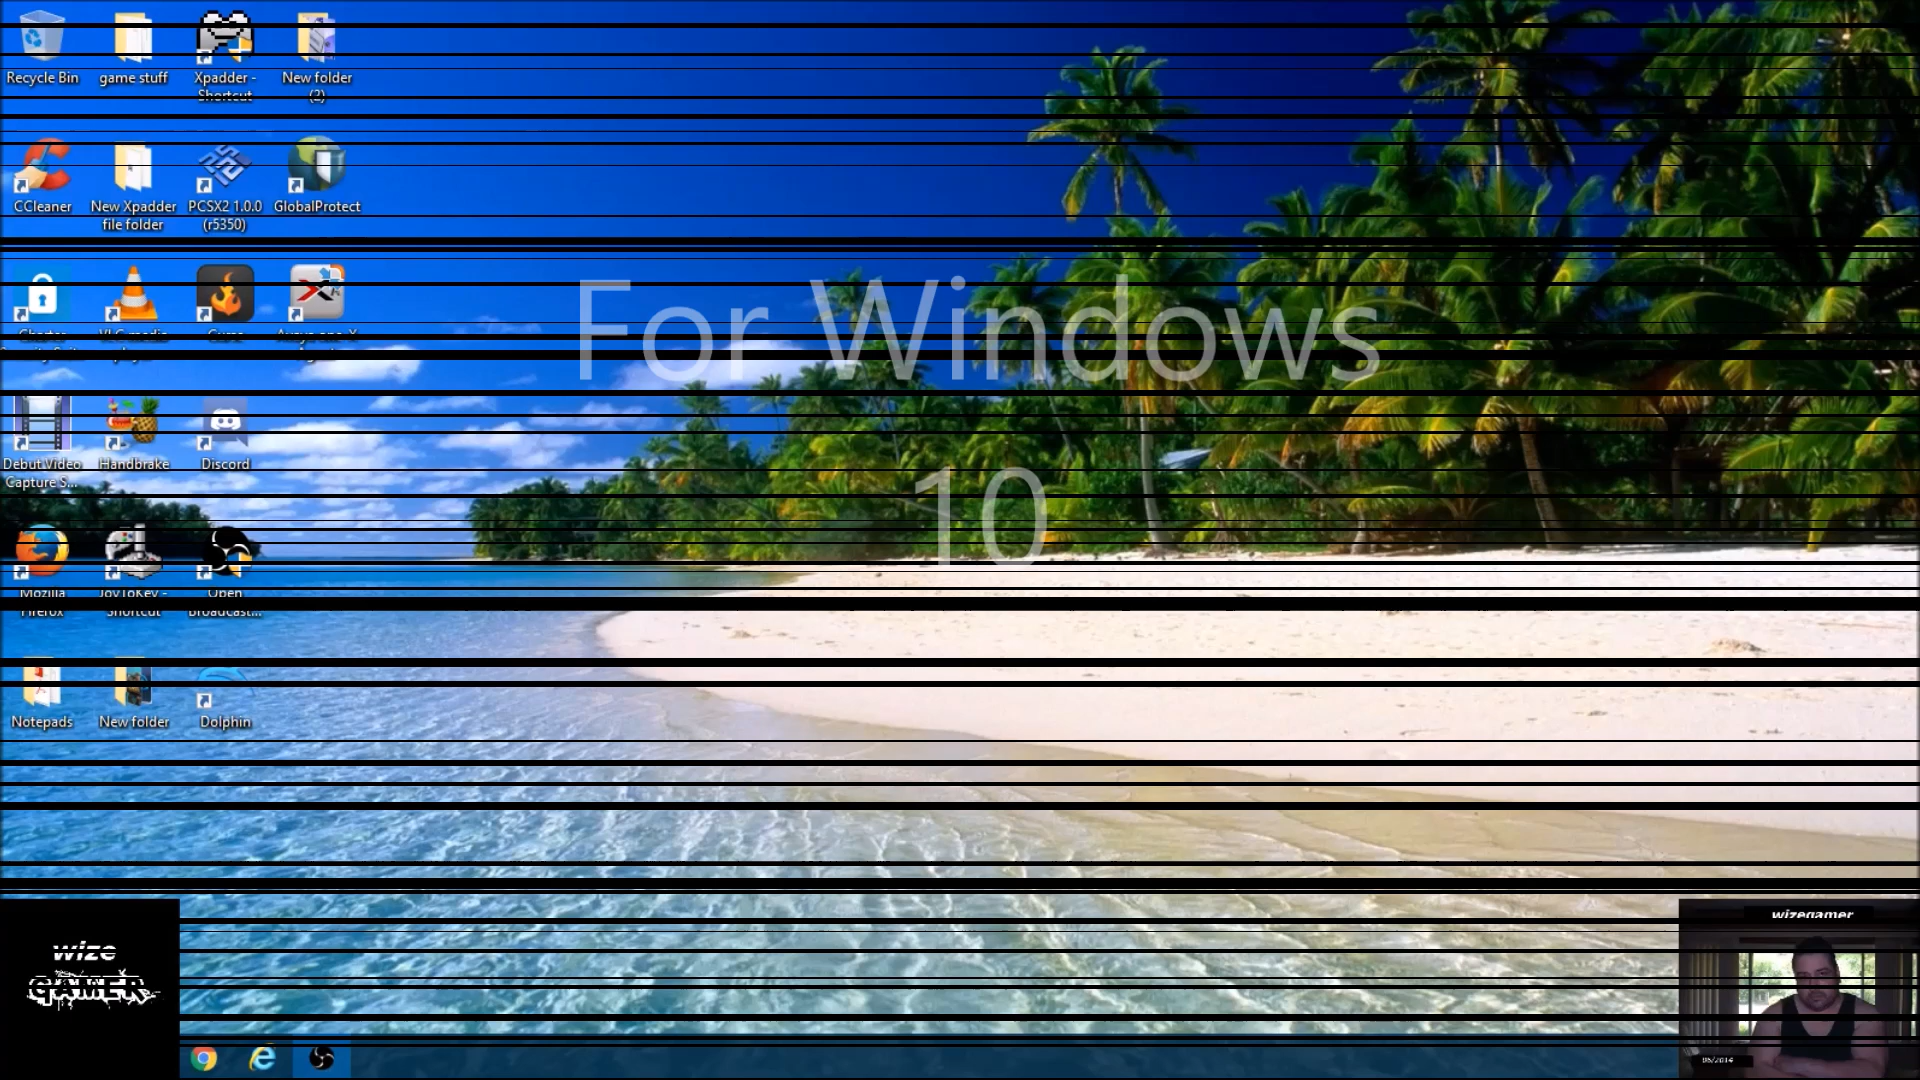 Recycle Bin
game stuff
Xpadder -
Shortcut
New folder
(2)
CCleaner
New Xpadder
file folder
PCSX2 1.0.0
(r5350)
GlobalProtect
For Windows
10
Debut Video
Capture S...
Handbrake
Discord
Mozilla
Firefox
JoyToKey -
Shortcut
Open
Broadcast...
Notepads
New folder
Dolphin
wize
GAMER
wizegamer